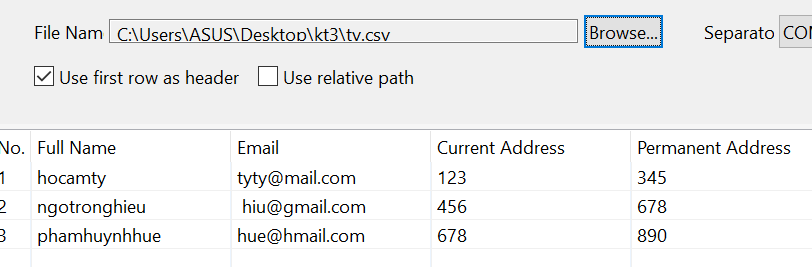 File Nam C:\Users\ASUS\Desktop\kt3\tv.csv Browse... Separato CON
Use first row as header Use relative path
No. Full Name Email Current Address Permanent Address
1 hocamty tyty@mail.com 123 345
2 ngotronghieu hiu@gmail.com 456 678
3 phamhuynhhue hue@hmail.com 678 890